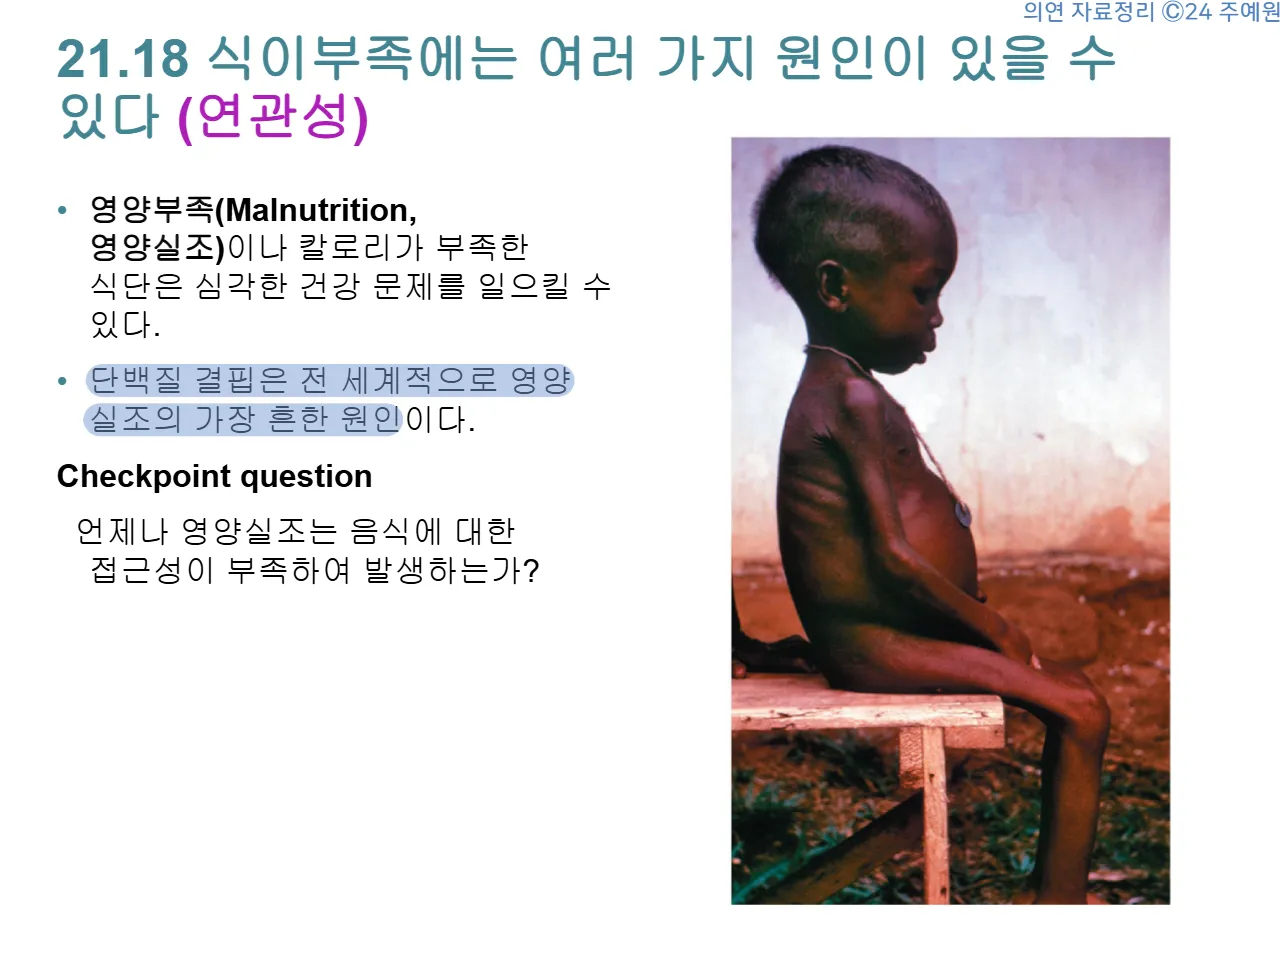 의연 자료정리 Ⓒ24 주예원
21.18 식이부족에는 여러 가지 원인이 있을 수
있다 (연관성)
• 영양부족(Malnutrition,
영양실조)이나 칼로리가 부족한
식단은 심각한 건강 문제를 일으킬 수
있다.
• 단백질 결핍은 전 세계적으로 영양
실조의 가장 흔한 원인이다.
Checkpoint question
언제나 영양실조는 음식에 대한
접근성이 부족하여 발생하는가?